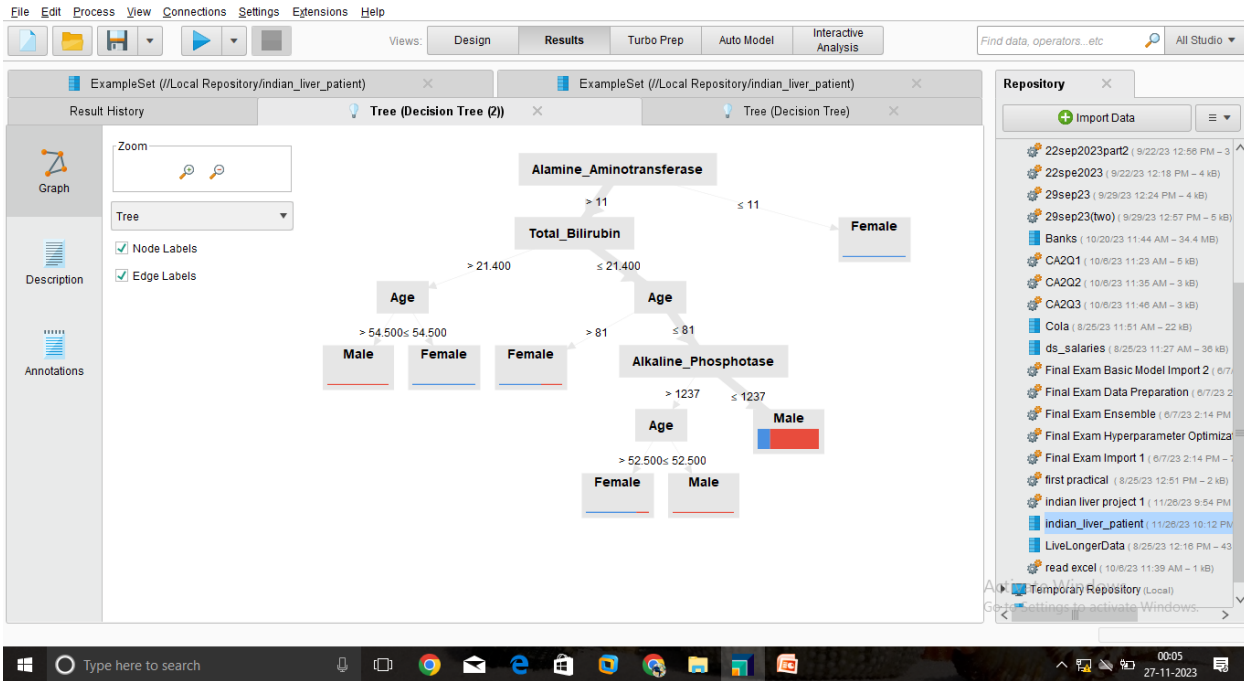 File Edit Process View Connections Settings Extensions Help
Views: Design Results Turbo Prep Auto Model Interactive Analysis Find data, operators...etc All Studio
ExampleSet (//Local Repository/indian_liver_patient) ExampleSet (//Local Repository/indian_liver_patient)
Result History Tree (Decision Tree (2)) Tree (Decision Tree)
Graph
Description
Annotations
Zoom
Tree
Node Labels
Edge Labels
Alamine_Aminotransferase
> 11 ≤ 11
Total_Bilirubin Female
> 21.400 ≤ 21.400
Age Age
> 54.500 ≤ 54.500 > 81 ≤ 81
Male Female Female Alkaline_Phosphotase
> 1237 ≤ 1237
Age Male
> 52.500 ≤ 52.500
Female Male
Repository
Import Data
22sep2023part2 ( 9/22/23 12:56 PM – 3
22spe2023 ( 9/22/23 12:18 PM – 4 kB)
29sep23 ( 9/29/23 12:24 PM – 4 kB)
29sep23(two) ( 9/29/23 12:57 PM – 5 kB)
Banks ( 10/20/23 11:44 AM – 34.4 MB)
CA2Q1 ( 10/6/23 11:23 AM – 5 kB)
CA2Q2 ( 10/6/23 11:35 AM – 3 kB)
CA2Q3 ( 10/6/23 11:46 AM – 3 kB)
Cola ( 8/25/23 11:51 AM – 22 kB)
ds_salaries ( 8/25/23 11:27 AM – 36 kB)
Final Exam Basic Model Import 2 ( 6/7/
Final Exam Data Preparation ( 6/7/23 2
Final Exam Ensemble ( 6/7/23 2:14 PM
Final Exam Hyperparameter Optimiza
Final Exam Import 1 ( 6/7/23 2:14 PM –
first practical ( 8/25/23 12:51 PM – 2 kB)
indian liver project 1 ( 11/26/23 9:54 PM
indian_liver_patient ( 11/26/23 10:12 PM
LiveLongerData ( 8/25/23 12:16 PM – 43
read excel ( 10/6/23 11:39 AM – 1 kB)
Temporary Repository (Local)
Activate Windows
Go to Settings to activate Windows.
Type here to search
00:05
27-11-2023